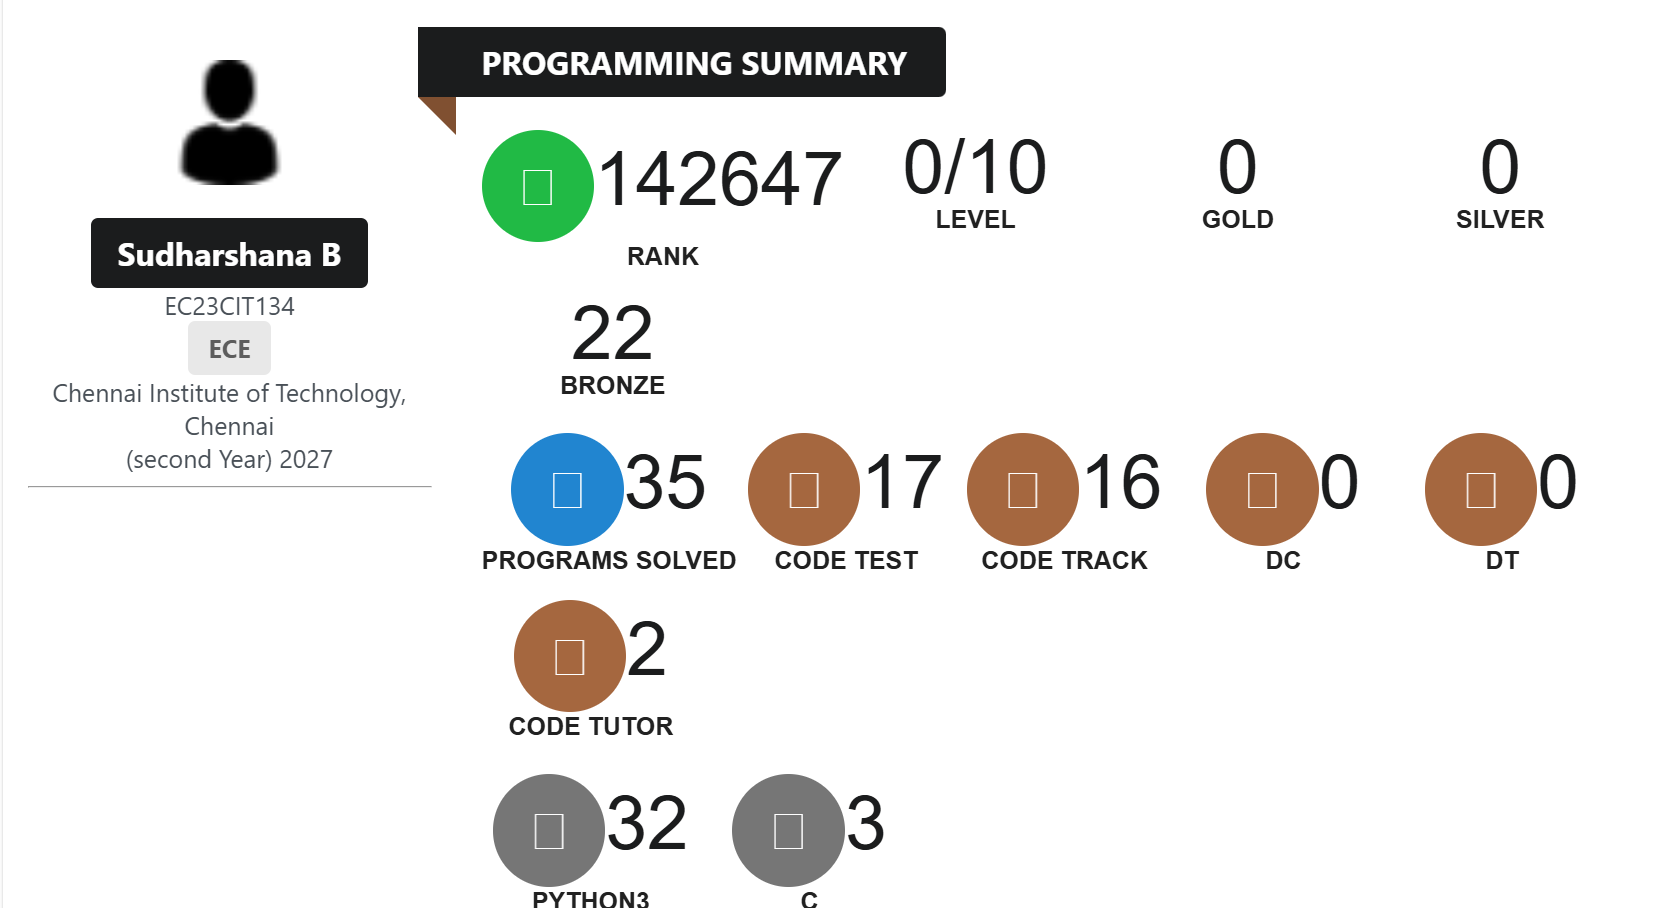 Sudharshana B
EC23CIT134
ECE
Chennai Institute of Technology,
Chennai
(second Year) 2027
PROGRAMMING SUMMARY
142647
RANK
0/10
LEVEL
0
GOLD
0
SILVER
22
BRONZE
35
PROGRAMS SOLVED
17
CODE TEST
16
CODE TRACK
0
DC
0
DT
2
CODE TUTOR
32
PYTHON3
3
C